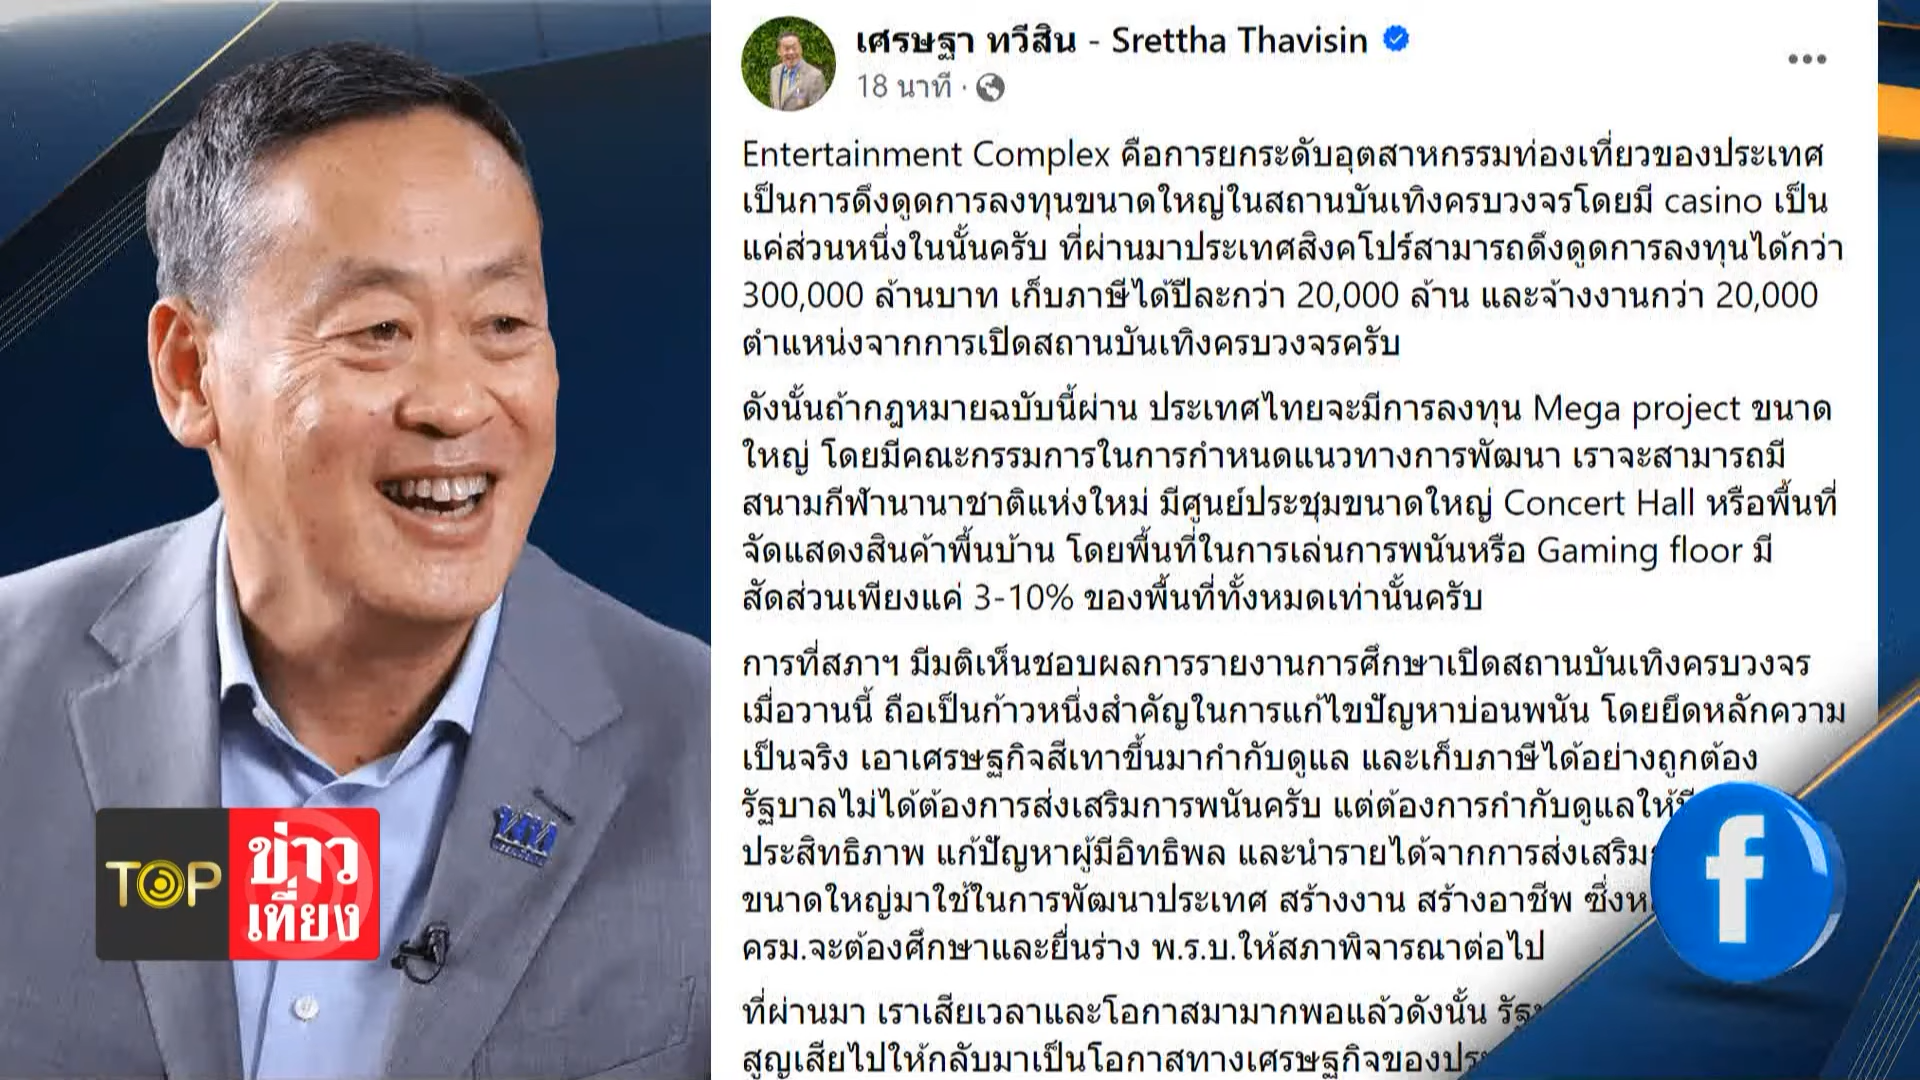 เศรษฐา ทวีสิน - Srettha Thavisin
18 นาที ·
Entertainment Complex คือการยกระดับอุตสาหกรรมท่องเที่ยวของประเทศ
เป็นการดึงดูดการลงทุนขนาดใหญ่ในสถานบันเทิงครบวงจรโดยมี casino เป็น
แค่ส่วนหนึ่งในนั้นครับ ที่ผ่านมาประเทศสิงคโปร์สามารถดึงดูดการลงทุนได้กว่า
300,000 ล้านบาท เก็บภาษีได้ปีละกว่า 20,000 ล้าน และจ้างงานกว่า 20,000
ตำแหน่งจากการเปิดสถานบันเทิงครบวงจรครับ
ดังนั้นถ้ากฎหมายฉบับนี้ผ่าน ประเทศไทยจะมีการลงทุน Mega project ขนาด
ใหญ่ โดยมีคณะกรรมการในการกำหนดแนวทางการพัฒนา เราจะสามารถมี
สนามกีฬานานาชาติแห่งใหม่ มีศูนย์ประชุมขนาดใหญ่ Concert Hall หรือพื้นที่
จัดแสดงสินค้าพื้นบ้าน โดยพื้นที่ในการเล่นการพนันหรือ Gaming floor มี
สัดส่วนเพียงแค่ 3-10% ของพื้นที่ทั้งหมดเท่านั้นครับ
การที่สภาฯ มีมติเห็นชอบผลการรายงานการศึกษาเปิดสถานบันเทิงครบวงจร
เมื่อวานนี้ ถือเป็นก้าวหนึ่งสำคัญในการแก้ไขปัญหาบ่อนพนัน โดยยึดหลักความ
เป็นจริง เอาเศรษฐกิจสีเทาขึ้นมากำกับดูแล และเก็บภาษีได้อย่างถูกต้อง
รัฐบาลไม่ได้ต้องการส่งเสริมการพนันครับ แต่ต้องการกำกับดูแลให้มี
ประสิทธิภาพ แก้ปัญหาผู้มีอิทธิพล และนำรายได้จากการส่งเสริม
ขนาดใหญ่มาใช้ในการพัฒนาประเทศ สร้างงาน สร้างอาชีพ ซึ่ง
ครม.จะต้องศึกษาและยื่นร่าง พ.ร.บ.ให้สภาพิจารณาต่อไป
ที่ผ่านมา เราเสียเวลาและโอกาสมามากพอแล้วดังนั้น
สูญเสียไปให้กลับมาเป็นโอกาสทางเศรษฐกิจของ
TOP ข่าว
เที่ยง
f